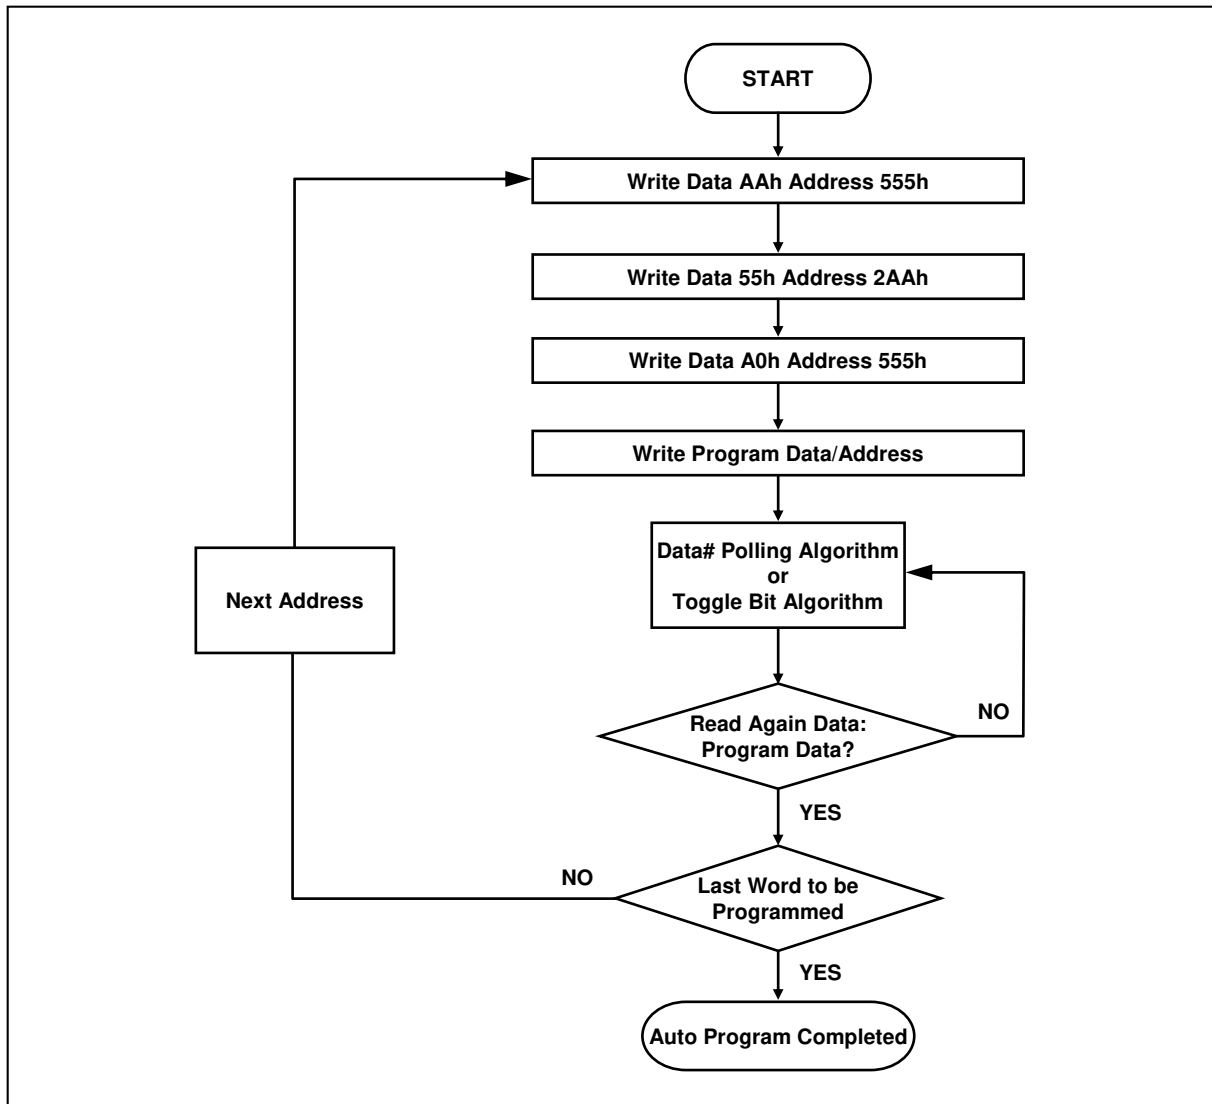 START
Write Data AAh Address 555h
Write Data 55h Address 2AAh
Write Data A0h Address 555h
Write Program Data/Address
Data# Polling Algorithm
or
Toggle Bit Algorithm
Next Address
Read Again Data:
Program Data?
NO
YES
Last Word to be
Programmed
NO
YES
Auto Program Completed